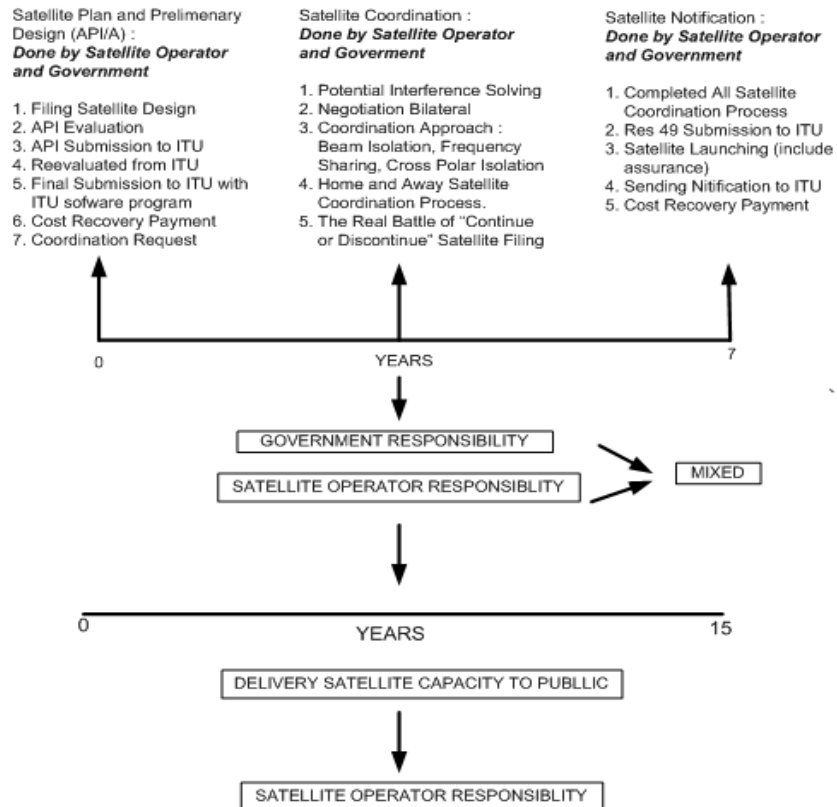 Satellite Plan and Prelimenary
Design (API/A) :
Done by Satellite Operator
and Government
1. Filing Satellite Design
2. API Evaluation
3. API Submission to ITU
4. Reevaluated from ITU
5. Final Submission to ITU with
ITU sofware program
6. Cost Recovery Payment
7. Coordination Request
Satellite Coordination :
Done by Satellite Operator
and Goverment
1. Potential Interference Solving
2. Negotiation Bilateral
3. Coordination Approach :
Beam Isolation, Frequency
Sharing, Cross Polar Isolation
4. Home and Away Satellite
Coordination Process.
5. The Real Battle of "Continue
or Discontinue" Satellite Filing
Satellite Notification :
Done by Satellite Operator
and Goverment
1. Completed All Satellite
Coordination Process
2. Res 49 Submission to ITU
3. Satellite Launching (include
assurance)
4. Sending Nitification to ITU
5. Cost Recovery Payment
0
YEARS
7
GOVERNMENT RESPONSIBILITY
SATELLITE OPERATOR RESPONSIBLITY
MIXED
0
YEARS
15
DELIVERY SATELLITE CAPACITY TO PUBLLIC
SATELLITE OPERATOR RESPONSIBLITY